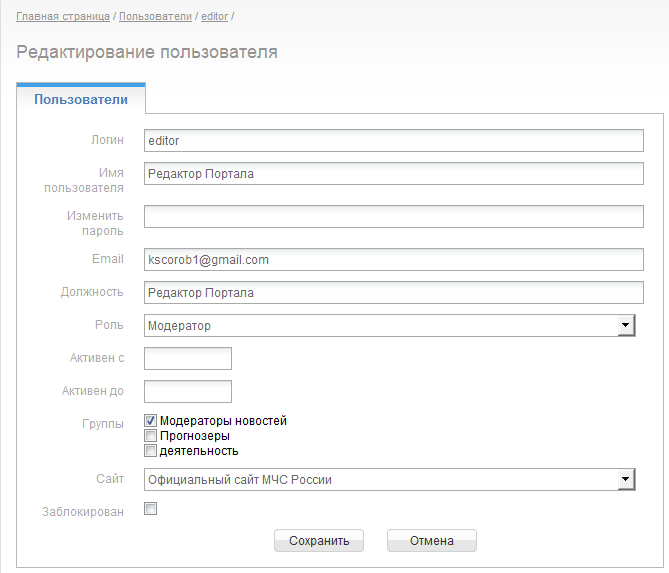 Главная страница / Пользователи / editor /
Редактирование пользователя
Пользователи
Логин
editor
Имя
пользователя
Редактор Портала
Изменить
пароль
Email
kscorob1@gmail.com
Должность
Редактор Портала
Роль
Модератор
Активен с
Активен до
Группы
Модераторы новостей
Прогнозеры
деятельность
Сайт
Официальный сайт МЧС России
Заблокирован
Сохранить
Отмена